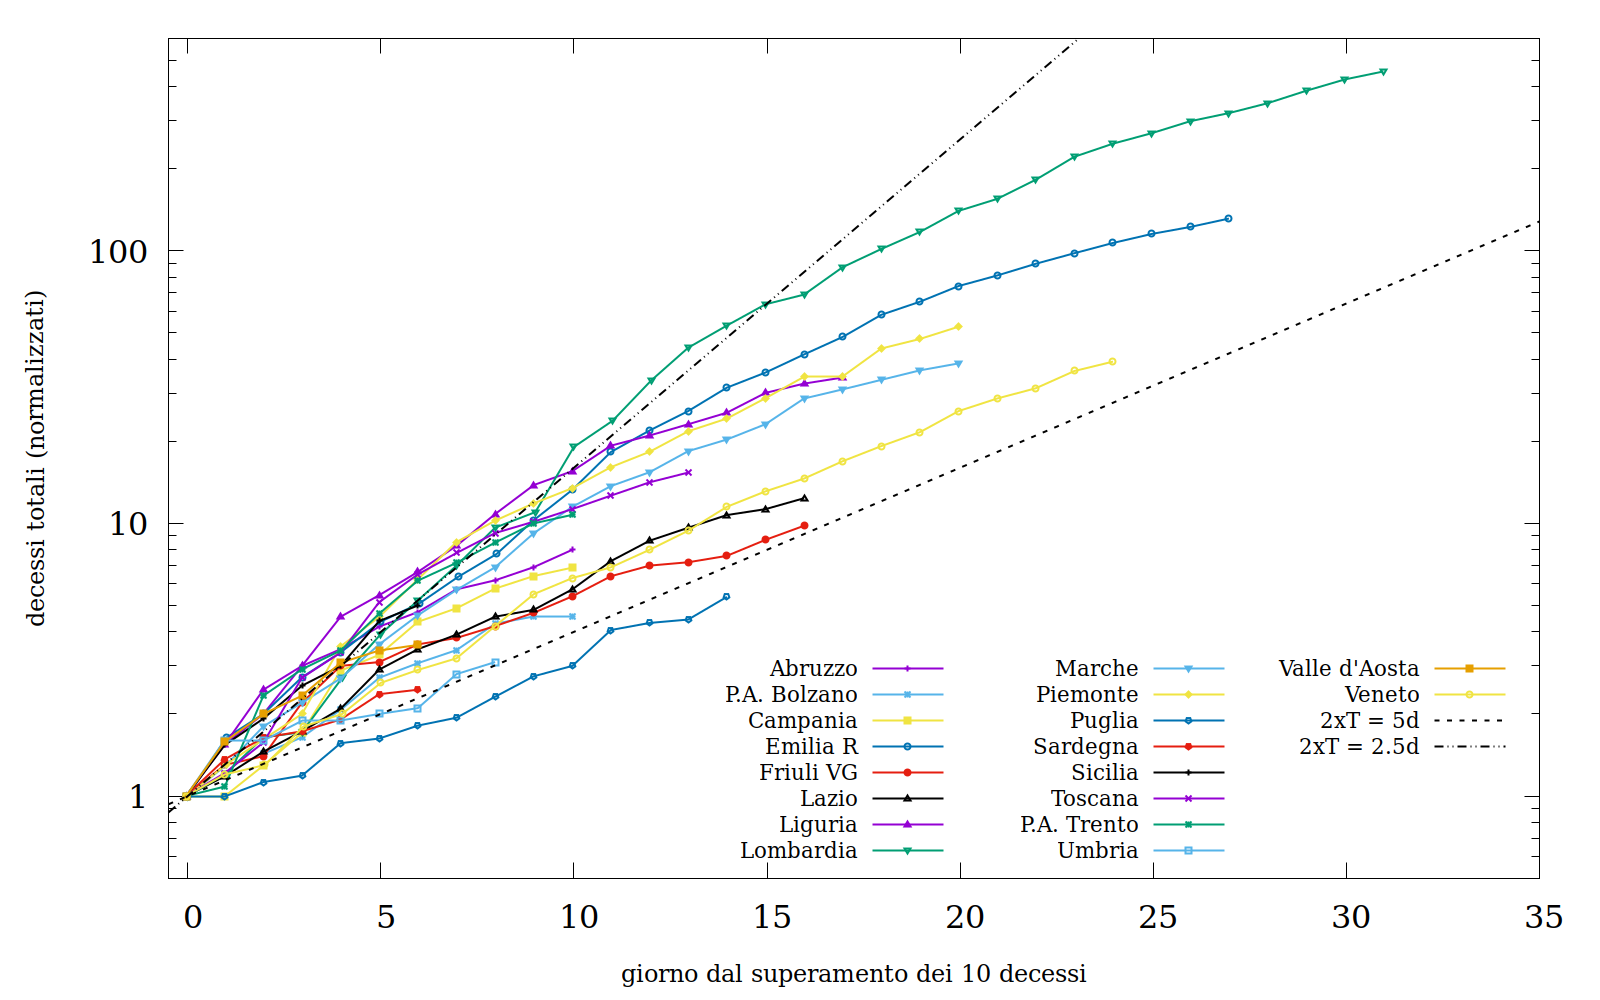 100
10
1
decessi totali (normalizzati)
Abruzzo
P.A. Bolzano
Campania
Emilia R
Friuli VG
Lazio
Liguria
Lombardia
Marche
Piemonte
Puglia
Sardegna
Sicilia
Toscana
P.A. Trento
Umbria
Valle d'Aosta
Veneto
2xT = 5d
2xT = 2.5d
0 5 10 15 20 25 30 35
giorno dal superamento dei 10 decessi